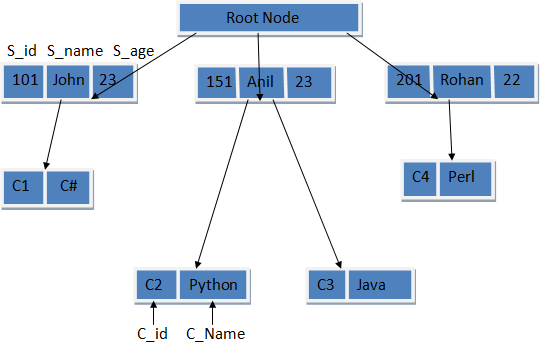 Root Node
S_id S_name S_age
101 John 23
151 Anil 23
201 Rohan 22
C1 C#
C4 Perl
C2 Python
C3 Java
C_id C_Name